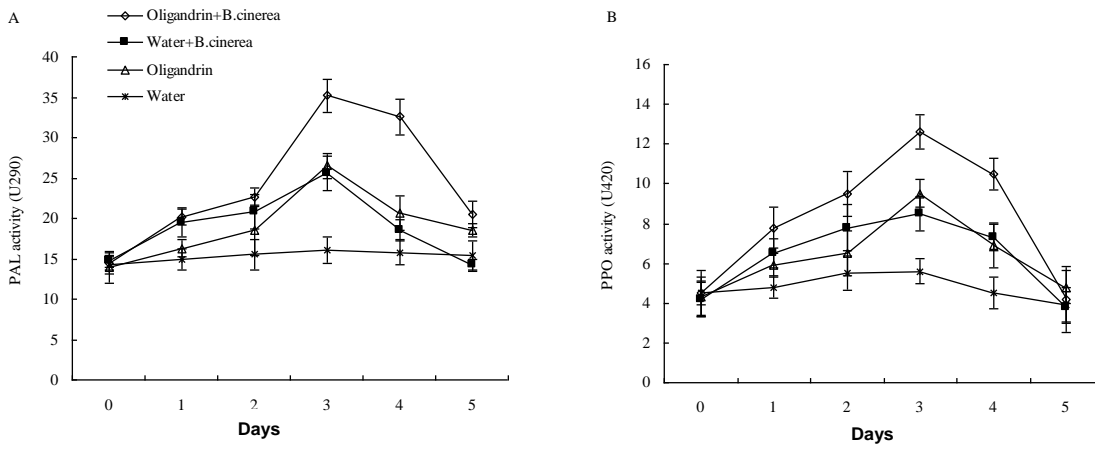 A
Oligandrin+B.cinerea
Water+B.cinerea
Oligandrin
Water
PAL activity (U290)
40
35
30
25
20
15
10
5
0
0 1 2 3 4 5
Days
B
PPO activity (U420)
16
14
12
10
8
6
4
2
0
0 1 2 3 4 5
Days